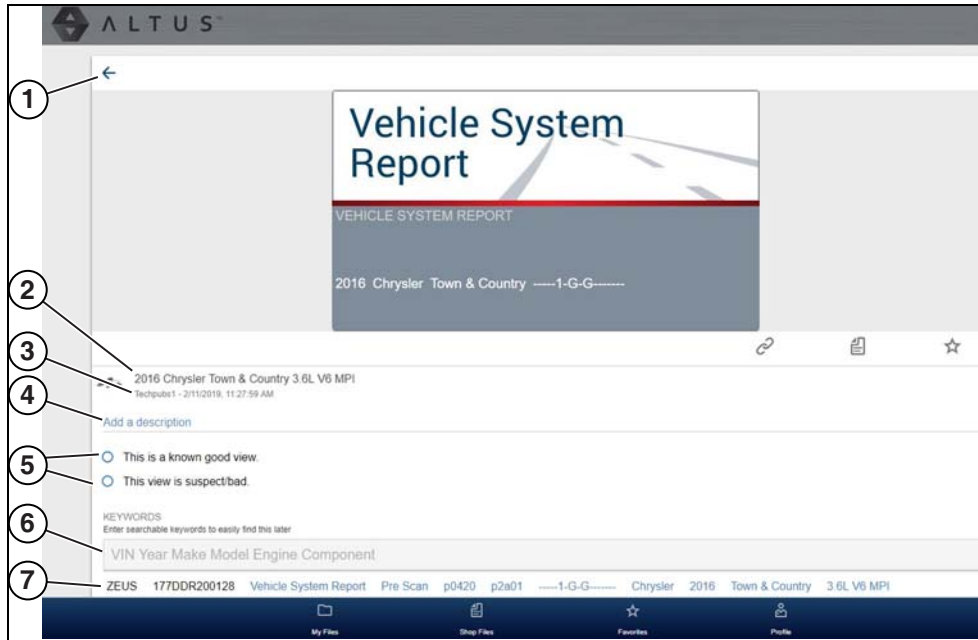 ALTUS
1
Vehicle System
Report
VEHICLE SYSTEM REPORT
2016 Chrysler Town & Country -----1-G-G-------
2
2016 Chrysler Town & Country 3.6L V6 MPI
3
Techpubs1 - 2/11/2019, 11:27:59 AM
4
Add a description
5
This is a known good view.
This view is suspect/bad.
KEYWORDS
Enter searchable keywords to easily find this later
6
VIN Year Make Model Engine Component
7
ZEUS 177DDR200128 Vehicle System Report Pre Scan p0420 p2a01 -----1-G-G------- Chrysler 2016 Town & Country 3.6L V6 MPI
My Files Shop Files Favorites Profile